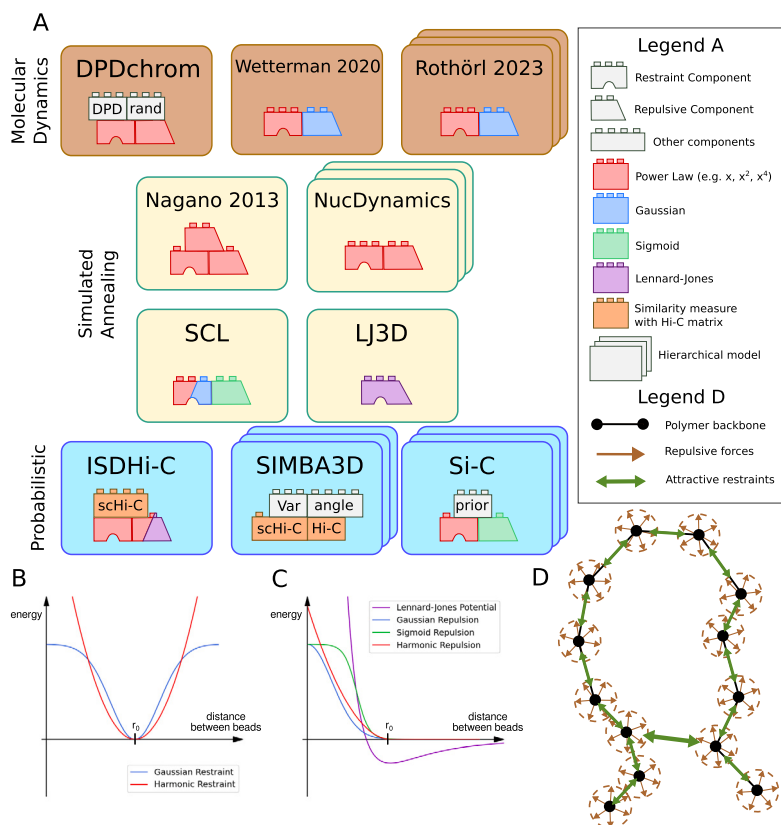 A
Molecular
Dynamics
DPDchrom
DPD rand
Wetterman 2020
Rothörl 2023
Simulated
Annealing
Nagano 2013
NucDynamics
SCL
LJ3D
Probabilistic
ISDHi-C
scHi-C
SIMBA3D
Var angle
scHi-C Hi-C
Si-C
prior
Legend A
Restraint Component
Repulsive Component
Other components
Power Law (e.g. x, x², x⁴)
Gaussian
Sigmoid
Lennard-Jones
Similarity measure
with Hi-C matrix
Hierarchical model
Legend D
Polymer backbone
Repulsive forces
Attractive restraints
B
energy
r₀
distance
between beads
Gaussian Restraint
Harmonic Restraint
C
energy
Lennard-Jones Potential
Gaussian Repulsion
Sigmoid Repulsion
Harmonic Repulsion
r₀
distance
between beads
D